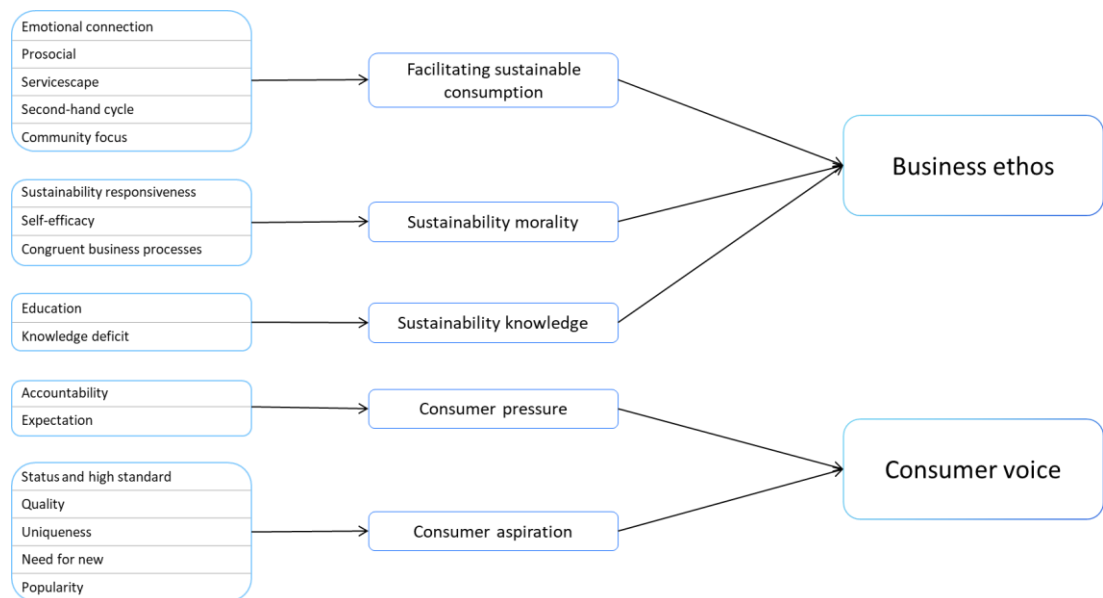 Emotional connection
Prosocial
Servicescape
Second-hand cycle
Community focus
Facilitating sustainable
consumption
Sustainability responsiveness
Self-efficacy
Congruent business processes
Sustainability morality
Education
Knowledge deficit
Sustainability knowledge
Business ethos
Accountability
Expectation
Consumer pressure
Status and high standard
Quality
Uniqueness
Need for new
Popularity
Consumer aspiration
Consumer voice